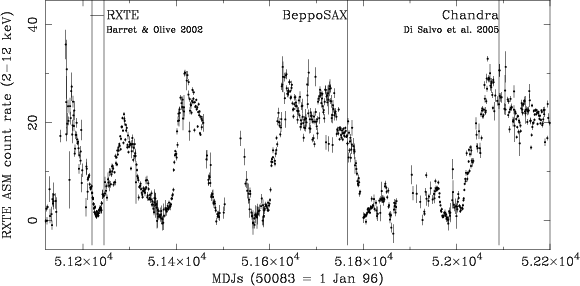 RXTE BeppoSAX Chandra
Barret & Olive 2002 Di Salvo et al. 2005
RXTE ASM count rate (2-12 keV)
40
20
0
5.12×10⁴ 5.14×10⁴ 5.16×10⁴ 5.18×10⁴ 5.2×10⁴ 5.22×10⁴
MDJs (50083 = 1 Jan 96)